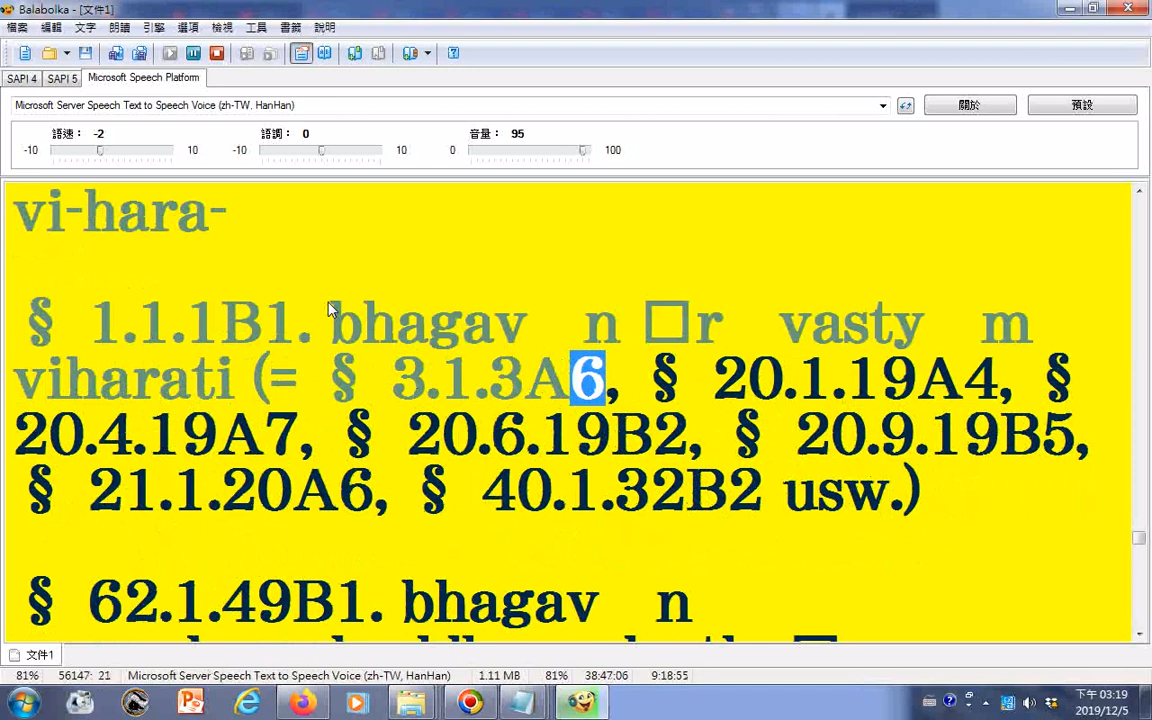 Balabolka - [文件1]
檔案 編輯 文字 朗讀 引擎 選項 檢視 工具 書籤 說明
SAPI 4 SAPI 5 Microsoft Speech Platform
Microsoft Server Speech Text to Speech Voice (zh-TW, HanHan) 關於 預設
語速： -2 語調： 0 音量： 95
-10 10 -10 10 0 100
vi-hara-
§ 1.1.1B1. bhagav n □r vasty m
viharati (= § 3.1.3A6, § 20.1.19A4, §
20.4.19A7, § 20.6.19B2, § 20.9.19B5,
§ 21.1.20A6, § 40.1.32B2 usw.)
§ 62.1.49B1. bhagav n
文件1
81% 56147: 21 Microsoft Server Speech Text to Speech Voice (zh-TW, HanHan) 1.11 MB 81% 38:47:06 9:18:55
下午 03:19
2019/12/5